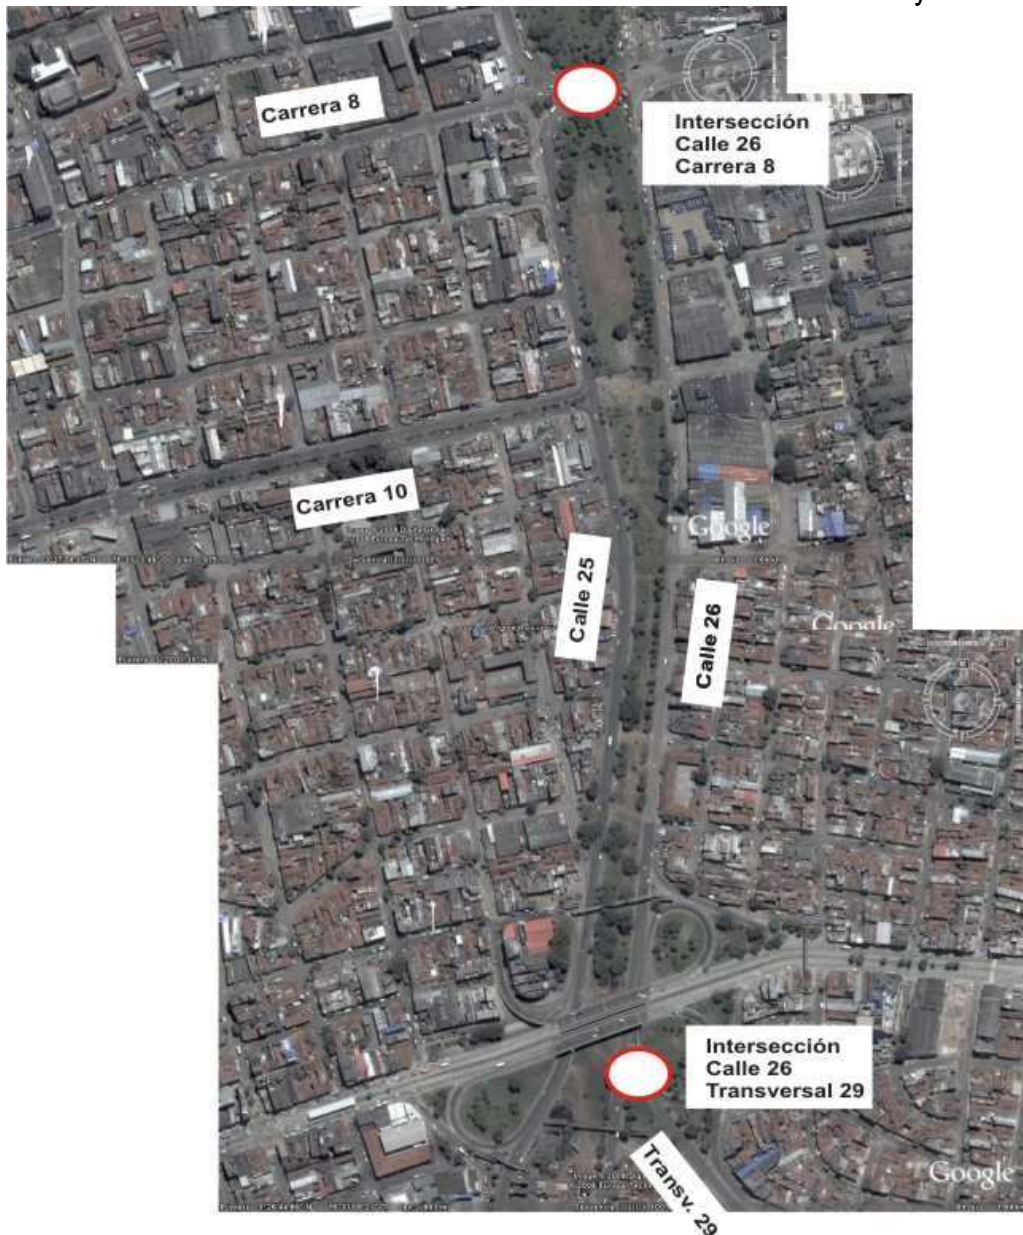 y
Carrera 8
Intersección
Calle 26
Carrera 8
Carrera 10
Google
Calle 25
Calle 26
Google
Intersección
Calle 26
Transversal 29
Transv. 29
Google